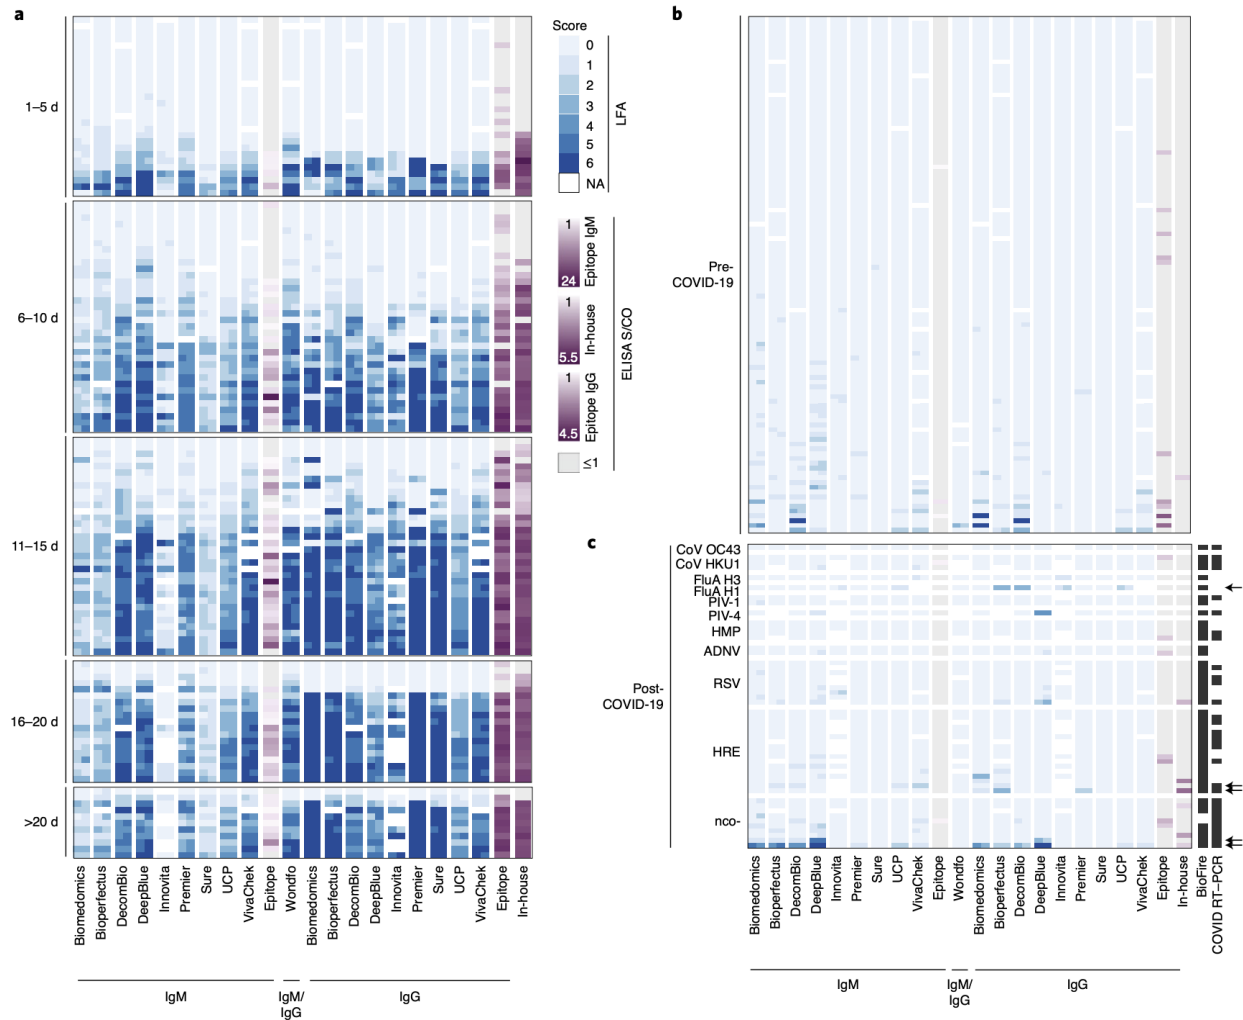 a
1–5 d
6–10 d
11–15 d
16–20 d
>20 d
Biomedomics
Bioperfectus
DecomBio
DeepBlue
Innovita
Premier
Sure
UCP
VivaChek
Epitope
Wondfo
Biomedomics
Bioperfectus
DecomBio
DeepBlue
Innovita
Premier
Sure
UCP
VivaChek
Epitope
In-house
IgM
IgM/
IgG
IgG
Score
0
1
2
3
4
5
6
NA
LFA
1
24
Epitope IgM
1
5.5
In-house
1
4.5
Epitope IgG
≤1
ELISA S/CO
b
Pre-
COVID-19
c
Post-
COVID-19
CoV OC43
CoV HKU1
FluA H3
FluA H1
PIV-1
PIV-4
HMP
ADNV
RSV
HRE
nco-
Biomedomics
Bioperfectus
DecomBio
DeepBlue
Innovita
Premier
Sure
UCP
VivaChek
Epitope
Wondfo
Biomedomics
Bioperfectus
DecomBio
DeepBlue
Innovita
Premier
Sure
UCP
VivaChek
Epitope
In-house
BioFire
COVID RT–PCR
IgM
IgM/
IgG
IgG